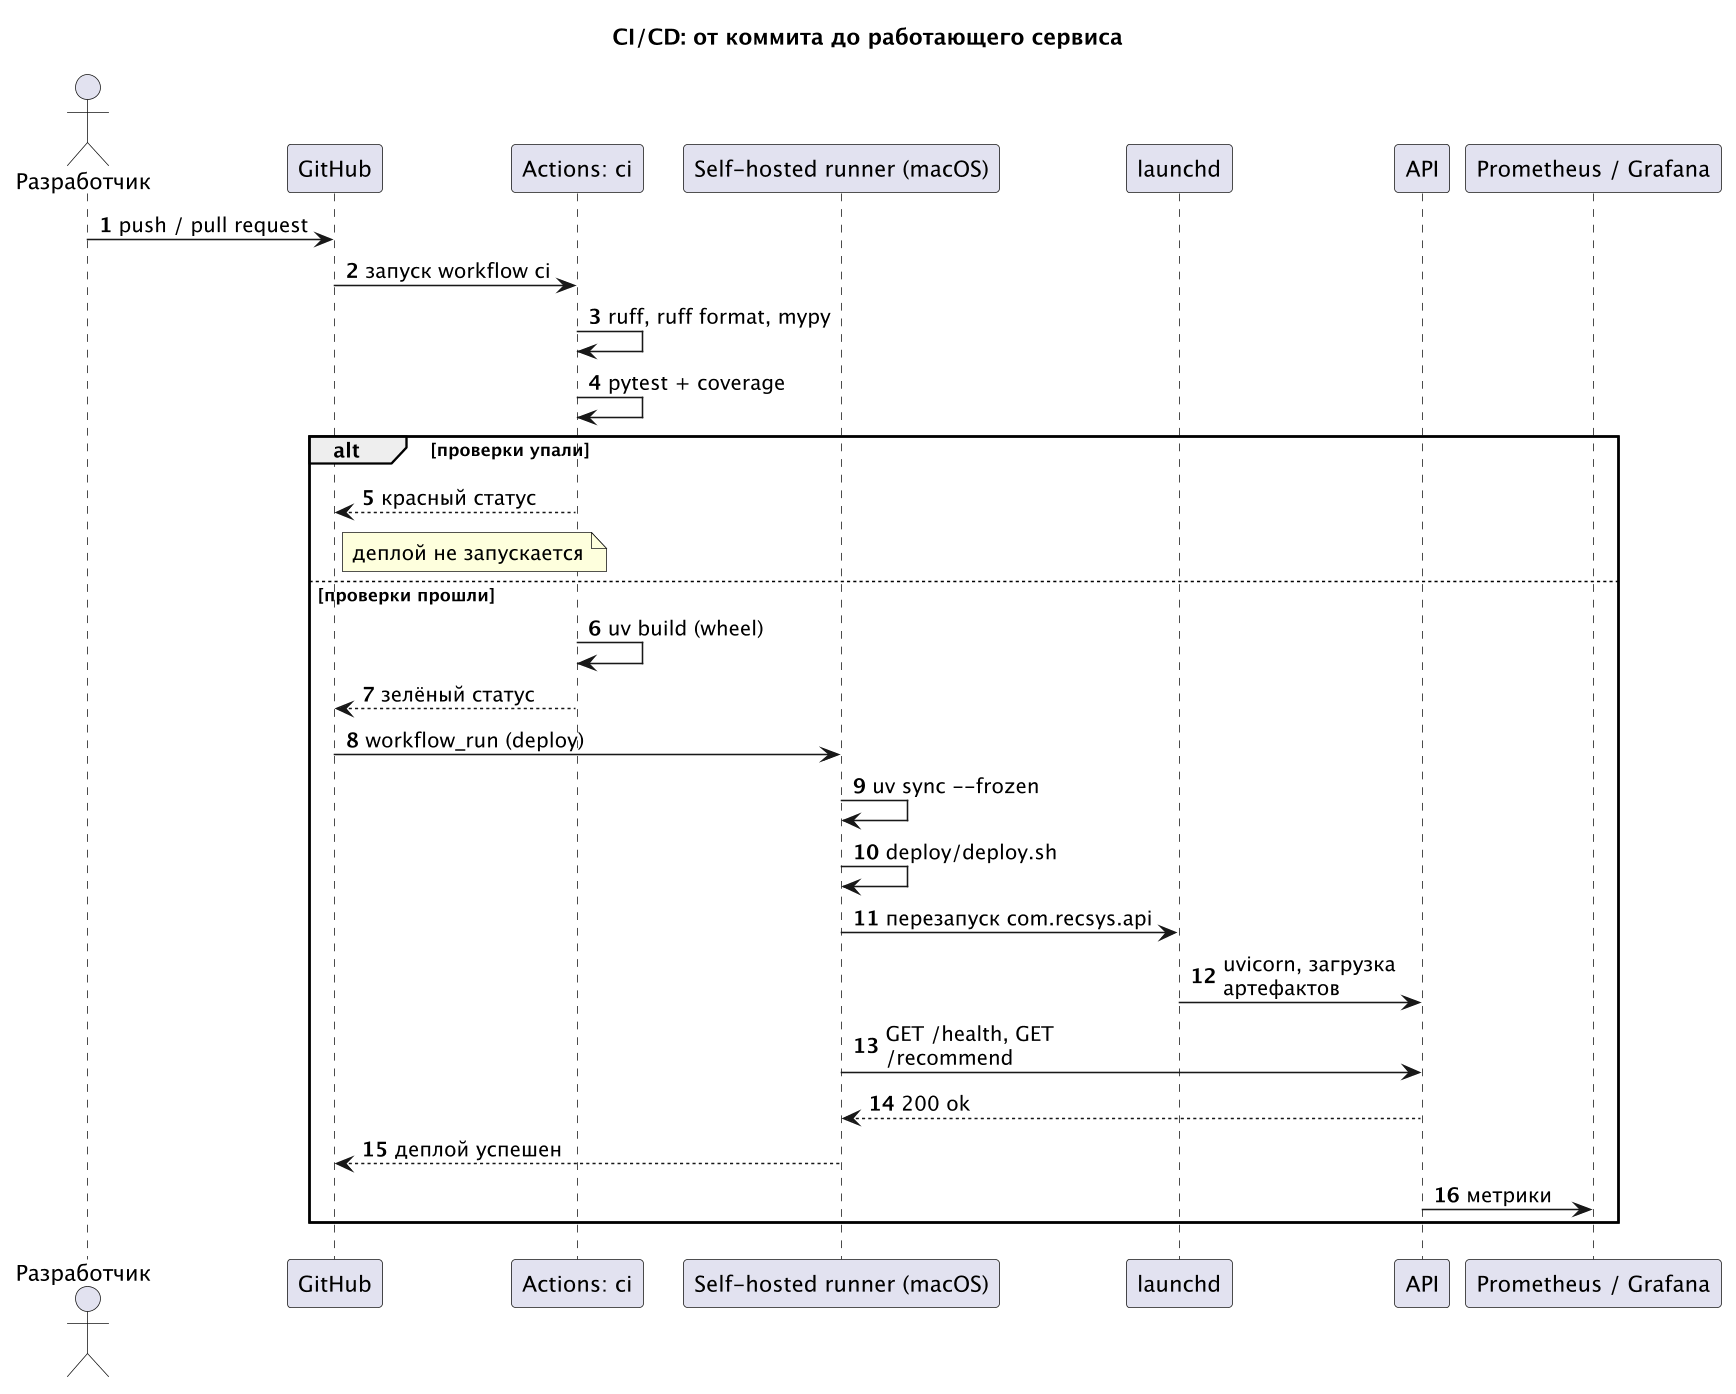 CI/CD: от коммита до работающего сервиса
Разработчик
GitHub
Actions: ci
Self-hosted runner (macOS)
launchd
API
Prometheus / Grafana
1 push / pull request
2 запуск workflow ci
3 ruff, ruff format, mypy
4 pytest + coverage
alt [проверки упали]
5 красный статус
деплой не запускается
[проверки прошли]
6 uv build (wheel)
7 зелёный статус
8 workflow_run (deploy)
9 uv sync --frozen
10 deploy/deploy.sh
11 перезапуск com.recsys.api
12 uvicorn, загрузка
артефактов
13 GET /health, GET
/recommend
14 200 ok
15 деплой успешен
16 метрики
Разработчик
GitHub
Actions: ci
Self-hosted runner (macOS)
launchd
API
Prometheus / Grafana